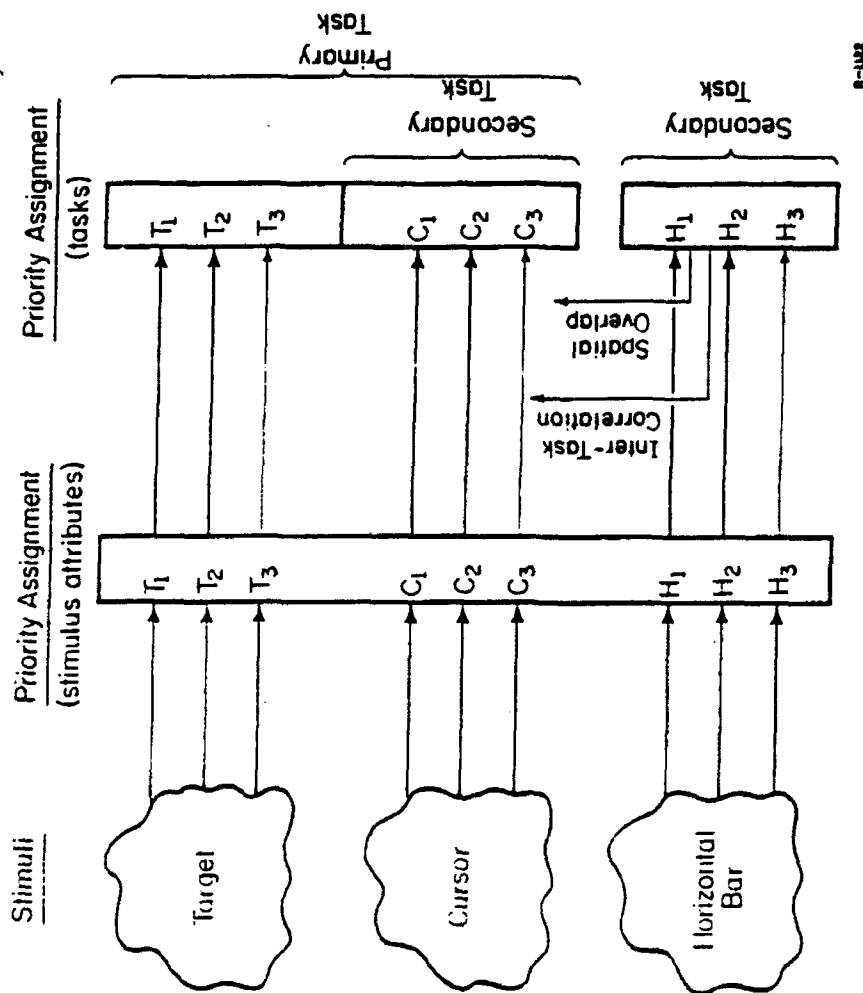 Stimuli
Priority Assignment
(stimulus attributes)
Priority Assignment
(tasks)
Target
T1
T2
T3
T1
T2
T3
Primary
Task
Cursor
C1
C2
C3
C1
C2
C3
Secondary
Task
Inter-Task
Correlation
Spatial
Overlap
Horizontal
Bar
H1
H2
H3
H1
H2
H3
Secondary
Task